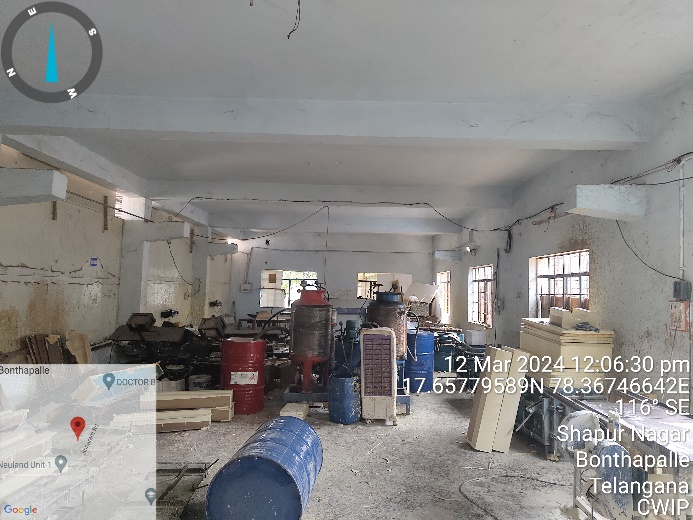 E
S
N
W
12 Mar 2024 12:06:30 pm
17.65779589N 78.36746642E
116° SE
Shapur Nagar
Bonthapalle
Telangana
CWIP
Bonthapalle
DOCTOR B
Neuland Unit-1
Google